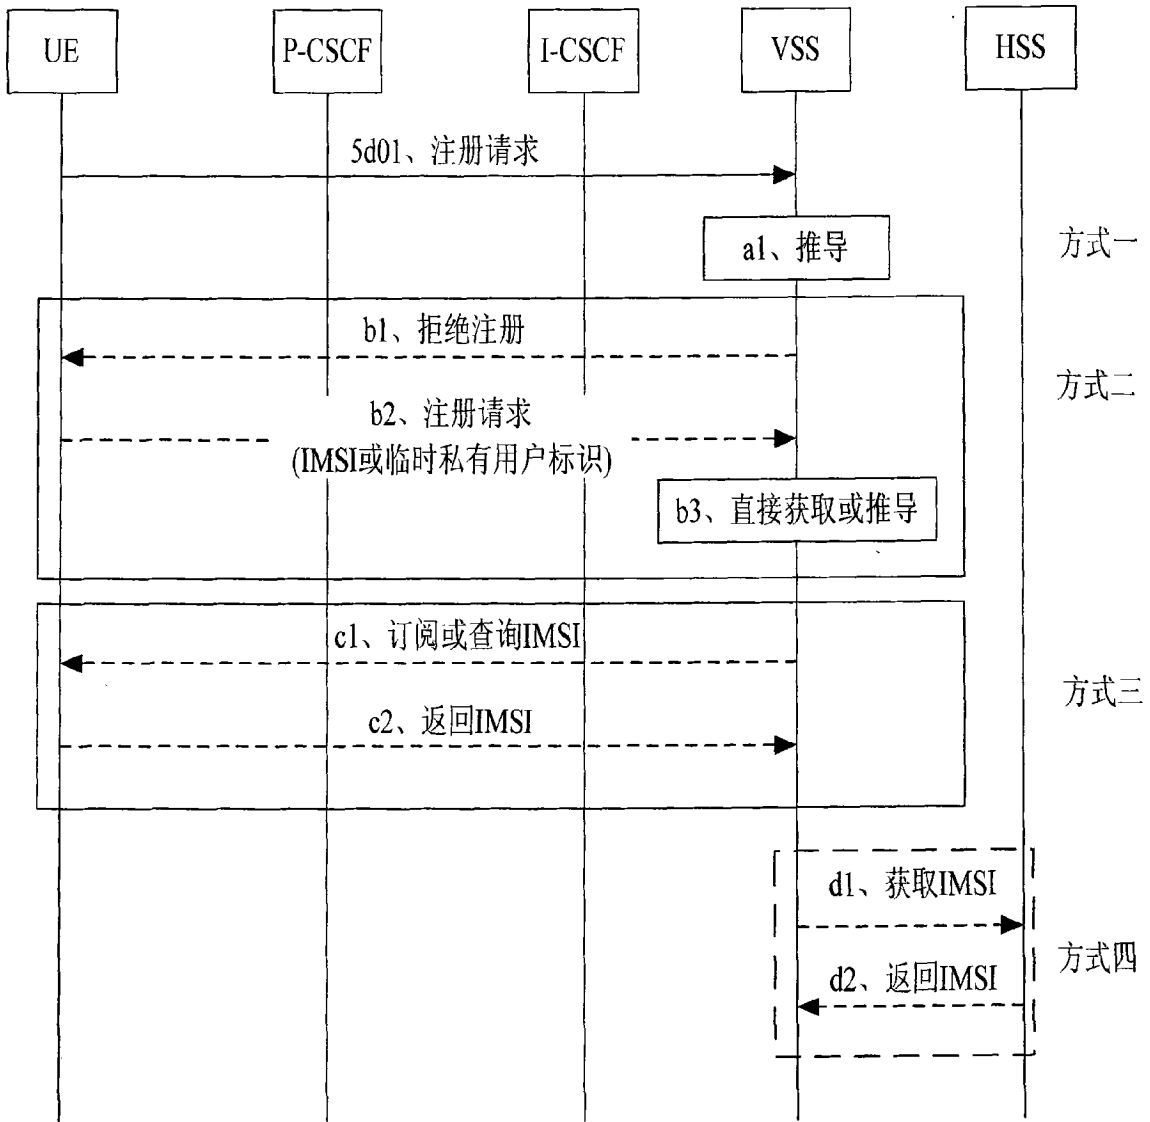 UE
P-CSCF
I-CSCF
VSS
HSS
5d01、注册请求
a1、推导
方式一
b1、拒绝注册
方式二
b2、注册请求
(IMSI或临时私有用户标识)
b3、直接获取或推导
c1、订阅或查询IMSI
方式三
c2、返回IMSI
d1、获取IMSI
方式四
d2、返回IMSI